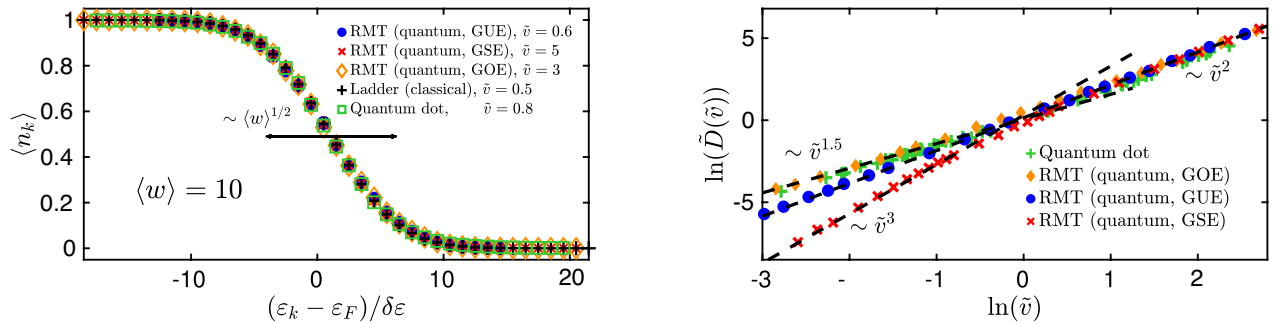 1
0.8
0.6
0.4
0.2
0
⟨n_k⟩
RMT (quantum, GUE), ṽ = 0.6
RMT (quantum, GSE), ṽ = 5
RMT (quantum, GOE), ṽ = 3
Ladder (classical), ṽ = 0.5
Quantum dot, ṽ = 0.8
∼ ⟨w⟩^{1/2}
⟨w⟩ = 10
-10 0 10 20
(ε_k − ε_F)/δε
ln(D̃(ṽ))
5
0
-5
∼ ṽ^2
∼ ṽ^{1.5}
∼ ṽ^3
Quantum dot
RMT (quantum, GOE)
RMT (quantum, GUE)
RMT (quantum, GSE)
-3 - -1 0 1 2
ln(ṽ)